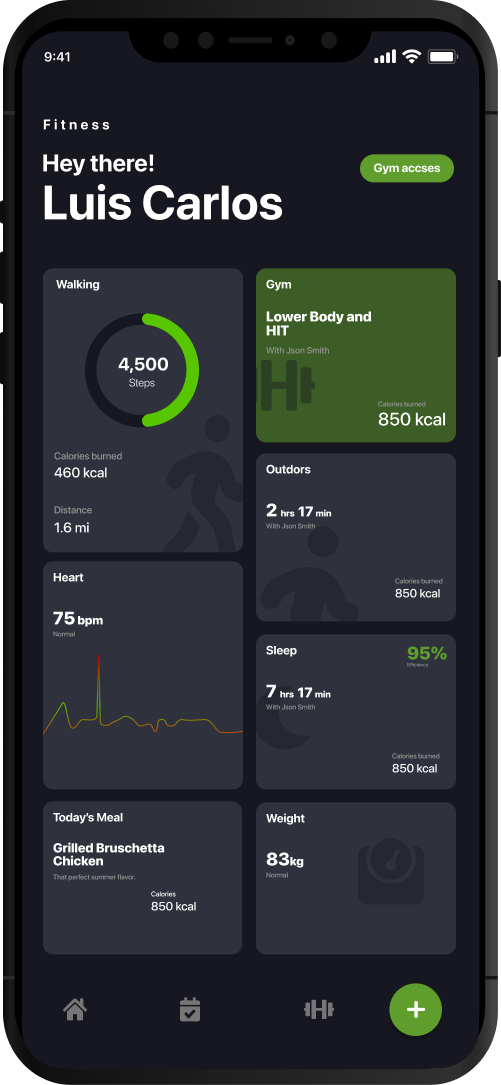 9:41
Fitness
Hey there!
Luis Carlos
Gym accses
Walking
4,500
Steps
Calories burned
460 kcal
Distance
1.6 mi
Gym
Lower Body and
HIT
With Json Smith
Calories burned
850 kcal
Outdors
2 hrs 17 min
With Json Smith
Calories burned
850 kcal
Heart
75 bpm
Normal
Sleep
95%
Efficiency
7 hrs 17 min
With Json Smith
Calories burned
850 kcal
Today's Meal
Grilled Bruschetta
Chicken
That perfect summer flavor.
Calories
850 kcal
Weight
83kg
Normal